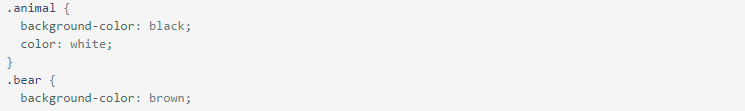 .animal {
  background-color: black;
  color: white;
}
.bear {
  background-color: brown;